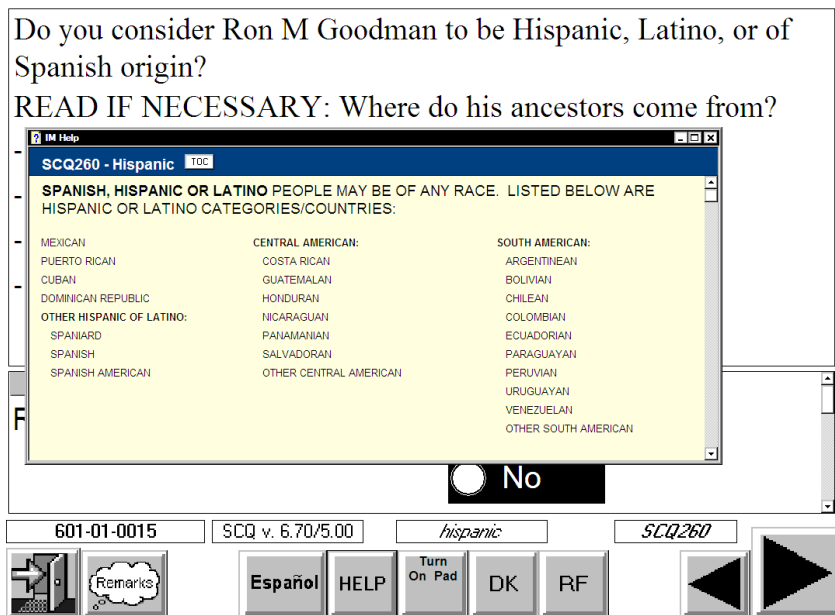 Do you consider Ron M Goodman to be Hispanic, Latino, or of
Spanish origin?
READ IF NECESSARY: Where do his ancestors come from?
-
-
-
-
IM Help
SCQ260 - Hispanic TOC
SPANISH, HISPANIC OR LATINO PEOPLE MAY BE OF ANY RACE. LISTED BELOW ARE
HISPANIC OR LATINO CATEGORIES/COUNTRIES:
MEXICAN
PUERTO RICAN
CUBAN
DOMINICAN REPUBLIC
OTHER HISPANIC OF LATINO:
SPANIARD
SPANISH
SPANISH AMERICAN
CENTRAL AMERICAN:
COSTA RICAN
GUATEMALAN
HONDURAN
NICARAGUAN
PANAMANIAN
SALVADORAN
OTHER CENTRAL AMERICAN
SOUTH AMERICAN:
ARGENTINEAN
BOLIVIAN
CHILEAN
COLOMBIAN
ECUADORIAN
PARAGUAYAN
PERUVIAN
URUGUAYAN
VENEZUELAN
OTHER SOUTH AMERICAN
No
601-01-0015 SCQ v. 6.70/5.00 hispanic SCQ260
Remarks
Español
HELP
Turn
On Pad
DK
RF